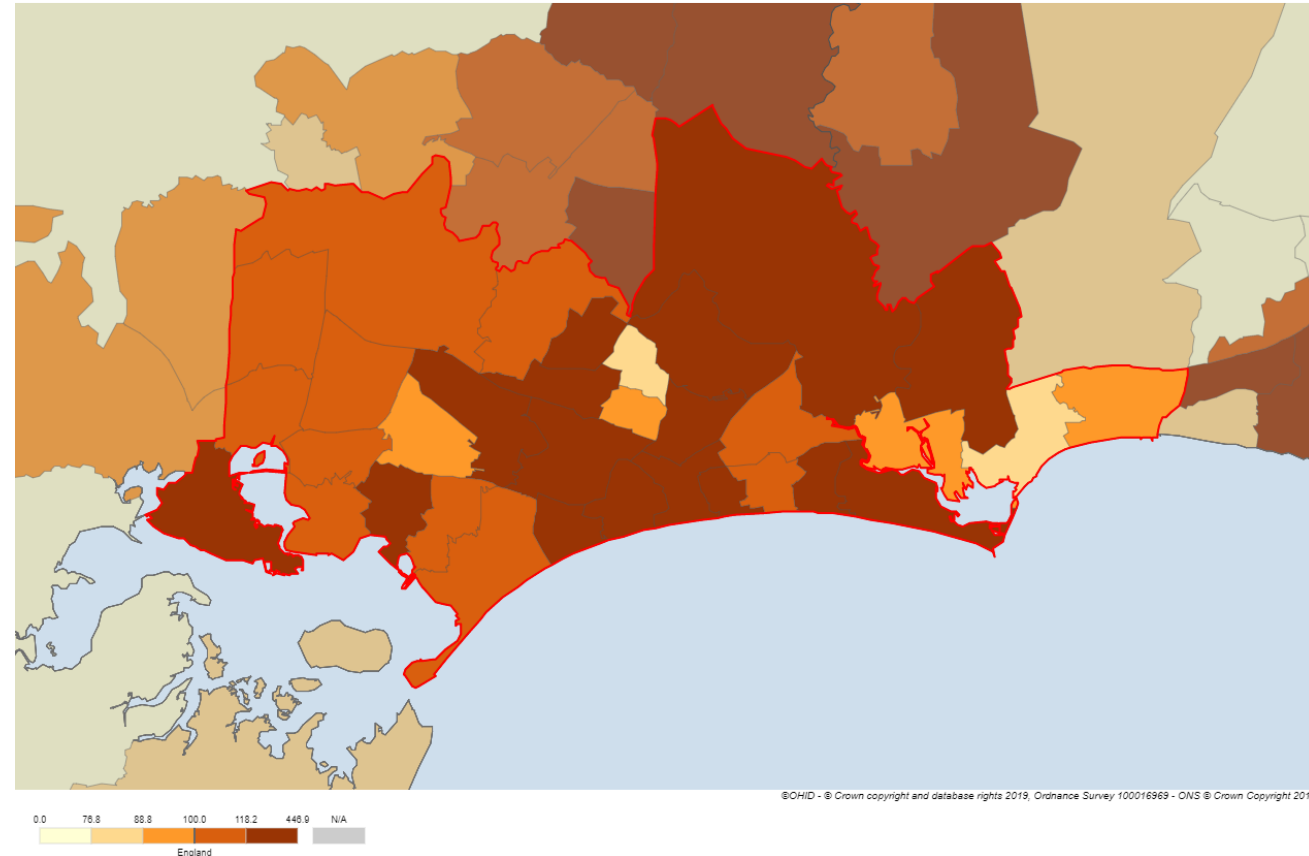 ©OHID - © Crown copyright and database rights 2019, Ordnance Survey 100016969 - ONS © Crown Copyright 201
0.0 76.8 88.8 100.0 118.2 446.9 N/A
England